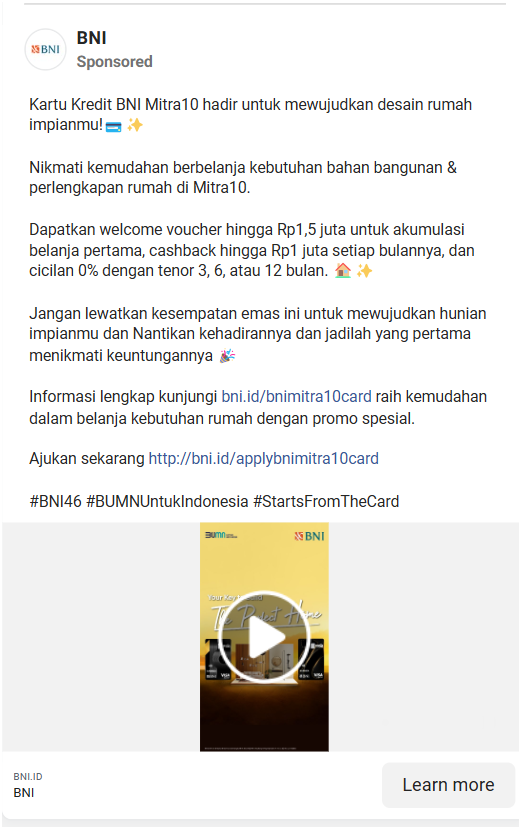 BNI
BNI
Sponsored
Kartu Kredit BNI Mitra10 hadir untuk mewujudkan desain rumah
impianmu!💳✨
Nikmati kemudahan berbelanja kebutuhan bahan bangunan &
perlengkapan rumah di Mitra10.
Dapatkan welcome voucher hingga Rp1,5 juta untuk akumulasi
belanja pertama, cashback hingga Rp1 juta setiap bulannya, dan
cicilan 0% dengan tenor 3, 6, atau 12 bulan. 🏠✨
Jangan lewatkan kesempatan emas ini untuk mewujudkan hunian
impianmu dan Nantikan kehadirannya dan jadilah yang pertama
menikmati keuntungannya 🎉
Informasi lengkap kunjungi bni.id/bnimitra10card raih kemudahan
dalam belanja kebutuhan rumah dengan promo spesial.
Ajukan sekarang http://bni.id/applybnimitra10card
#BNI46 #BUMNUntukIndonesia #StartsFromTheCard
BUMN
BNI
Your Key to Build
The Perfect Home
VISA
VISA
BNI.ID
BNI
Learn more